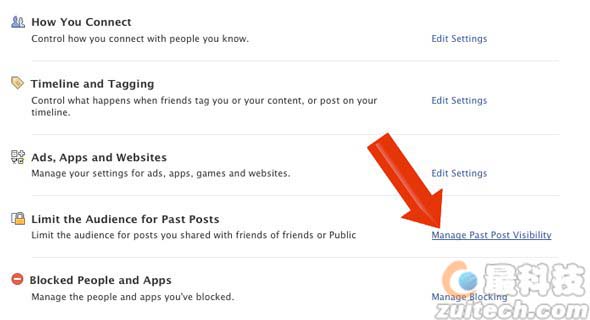 How You Connect
Control how you connect with people you know.
Edit Settings
Timeline and Tagging
Control what happens when friends tag you or your content, or post on your
timeline.
Edit Settings
Ads, Apps and Websites
Manage your settings for ads, apps, games and websites.
Edit Settings
Limit the Audience for Past Posts
Limit the audience for posts you shared with friends of friends or Public
Manage Past Post Visibility
Blocked People and Apps
Manage the people and apps you've blocked.
Manage Blocking
最科技
zuitech.com